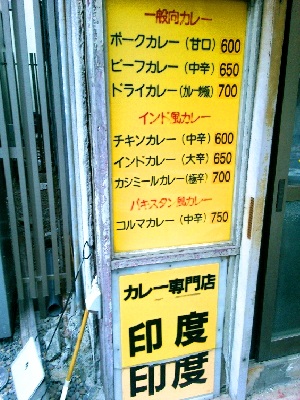 一般向カレー
ポークカレー（甘口）600
ビーフカレー（中辛）650
ドライカレー（カレー炒飯）700
インド風カレー
チキンカレー（中辛）600
インドカレー（大辛）650
カシミールカレー（極辛）700
パキスタン風カレー
コルマカレー（中辛）750
カレー専門店
印度
印度